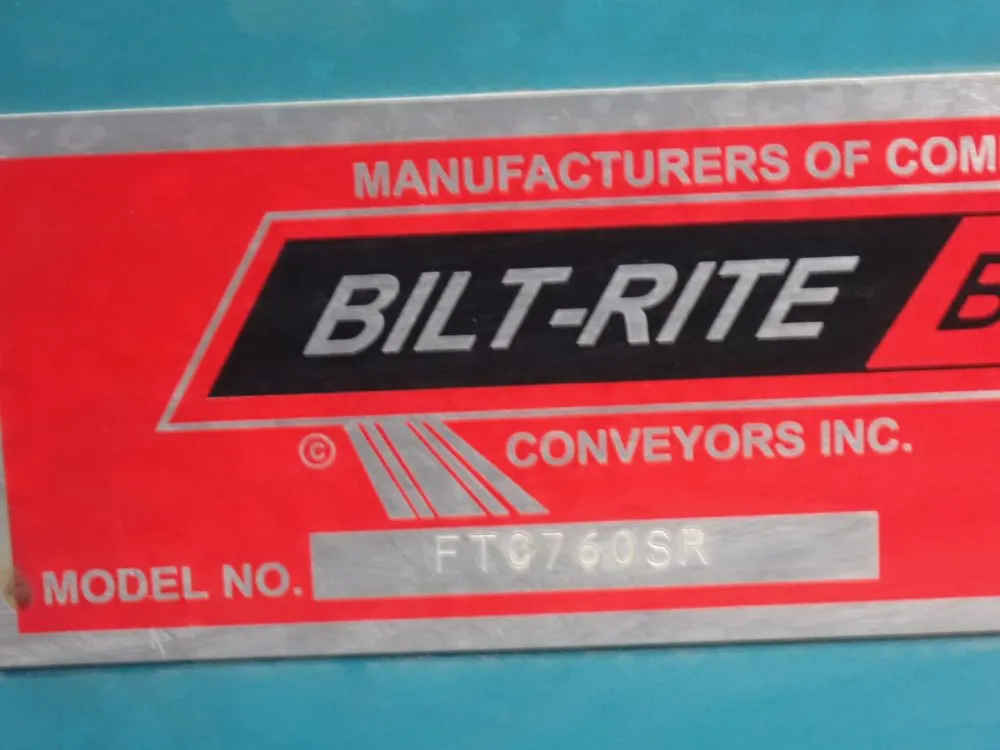 MANUFACTURERS OF COM
BILT-RITE B
© CONVEYORS INC.
MODEL NO. FTC760SR